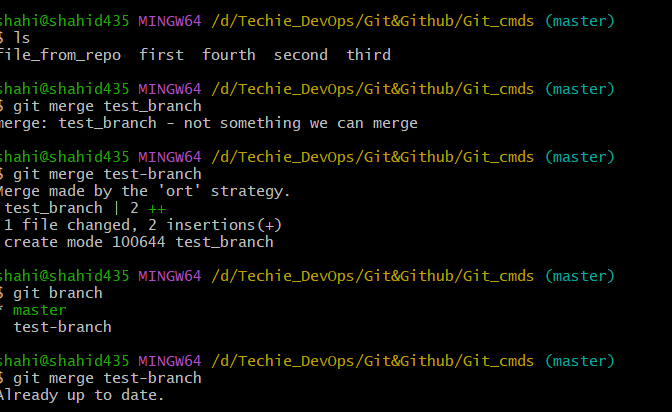 shahi@shahid435 MINGW64 /d/Techie_DevOps/Git&Github/Git_cmds (master)
$ ls
file_from_repo  first  fourth  second  third
shahi@shahid435 MINGW64 /d/Techie_DevOps/Git&Github/Git_cmds (master)
$ git merge test_branch
merge: test_branch - not something we can merge
shahi@shahid435 MINGW64 /d/Techie_DevOps/Git&Github/Git_cmds (master)
$ git merge test-branch
Merge made by the 'ort' strategy.
 test_branch | 2 ++
 1 file changed, 2 insertions(+)
 create mode 100644 test_branch
shahi@shahid435 MINGW64 /d/Techie_DevOps/Git&Github/Git_cmds (master)
$ git branch
* master
  test-branch
shahi@shahid435 MINGW64 /d/Techie_DevOps/Git&Github/Git_cmds (master)
$ git merge test-branch
Already up to date.